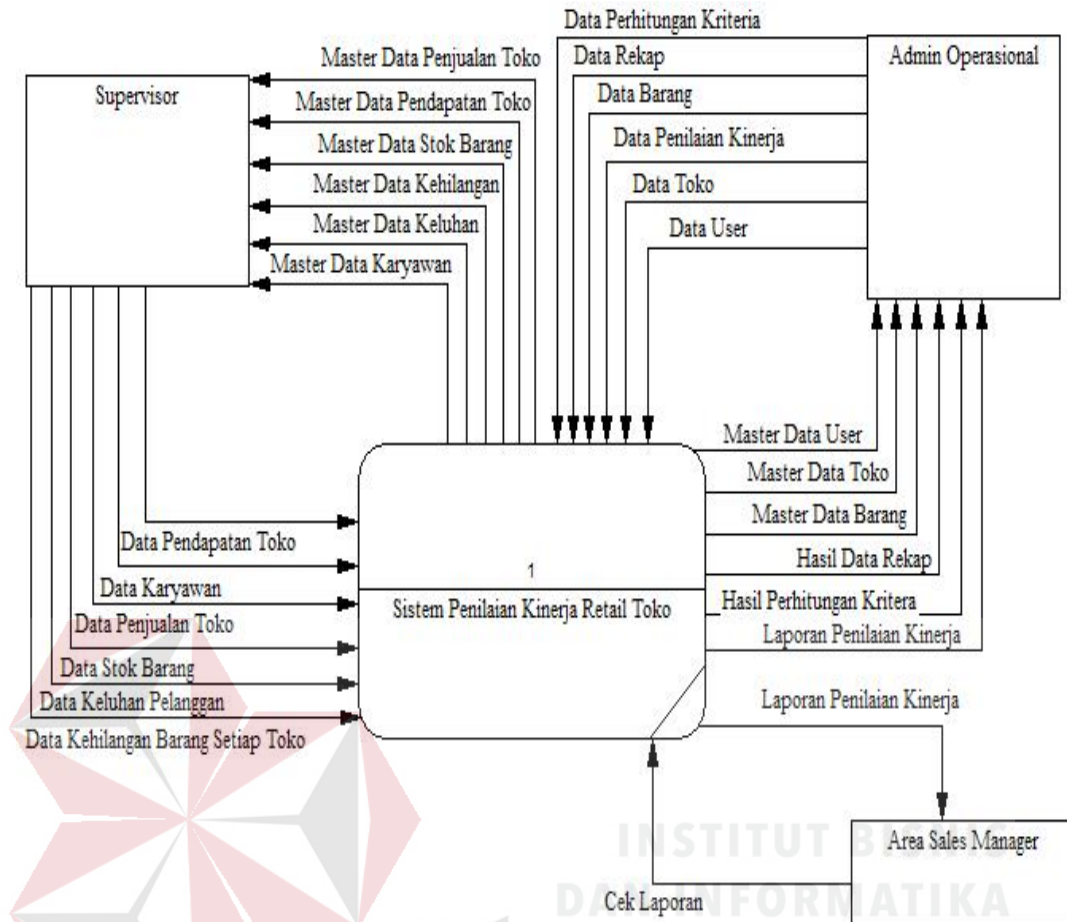 Supervisor
Master Data Penjualan Toko
Master Data Pendapatan Toko
Master Data Stok Barang
Master Data Kehilangan
Master Data Keluhan
Master Data Karyawan
Data Perhitungan Kriteria
Data Rekap
Data Barang
Data Penilaian Kinerja
Data Toko
Data User
Admin Operasional
Data Pendapatan Toko
Data Karyawan
Data Penjualan Toko
Data Stok Barang
Data Keluhan Pelanggan
Data Kehilangan Barang Setiap Toko
1
Sistem Penilaian Kinerja Retail Toko
Master Data User
Master Data Toko
Master Data Barang
Hasil Data Rekap
Hasil Perhitungan Kritera
Laporan Penilaian Kinerja
Laporan Penilaian Kinerja
Area Sales Manager
Cek Laporan
INSTITUT BISNIS
DAN INFORMATIKA